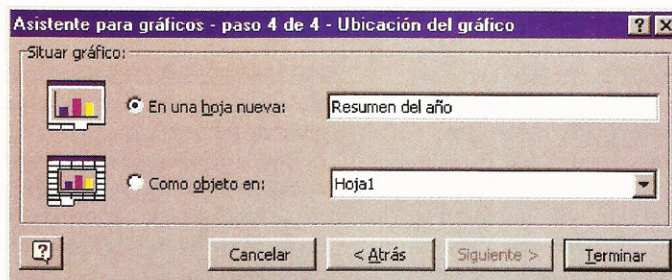 Asistente para gráficos - paso 4 de 4 - Ubicación del gráfico
Situar gráfico:
En una hoja nueva: Resumen del año
Como objeto en: Hoja1
Cancelar < Atrás Siguiente > Terminar